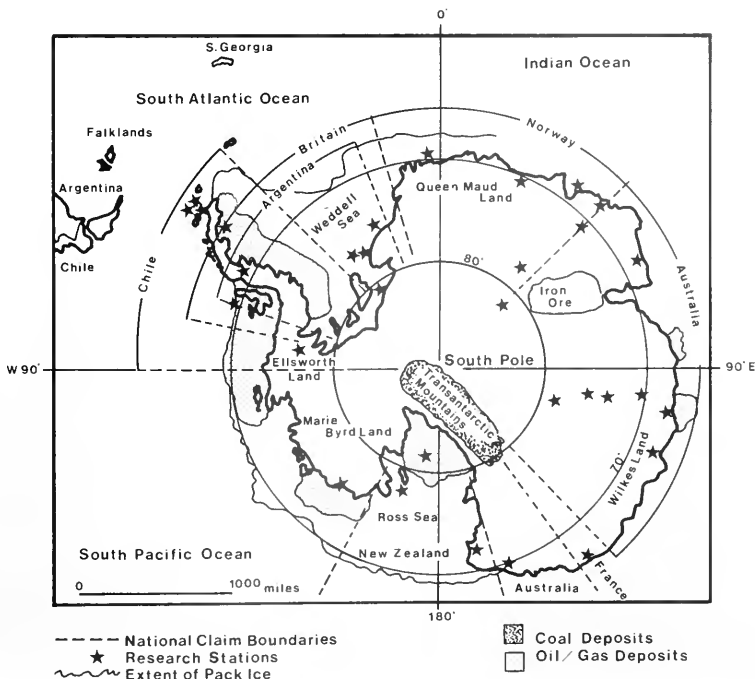 0°
S. Georgia
Indian Ocean
South Atlantic Ocean
Falklands
Britain
Norway
Argentina
Argentina
Queen Maud
Land
Weddell
Sea
Chile
Chile
80°
Australia
Iron
Ore
South Pole
W 90°
90° E
Ellsworth
Land
Transantarctic
Mountains
Marie
Byrd Land
70°
Wilkes Land
Ross Sea
New Zealand
South Pacific Ocean
France
0 1000 miles
Australia
180°
National Claim Boundaries
Research Stations
Extent of Pack Ice
Coal Deposits
Oil/Gas Deposits